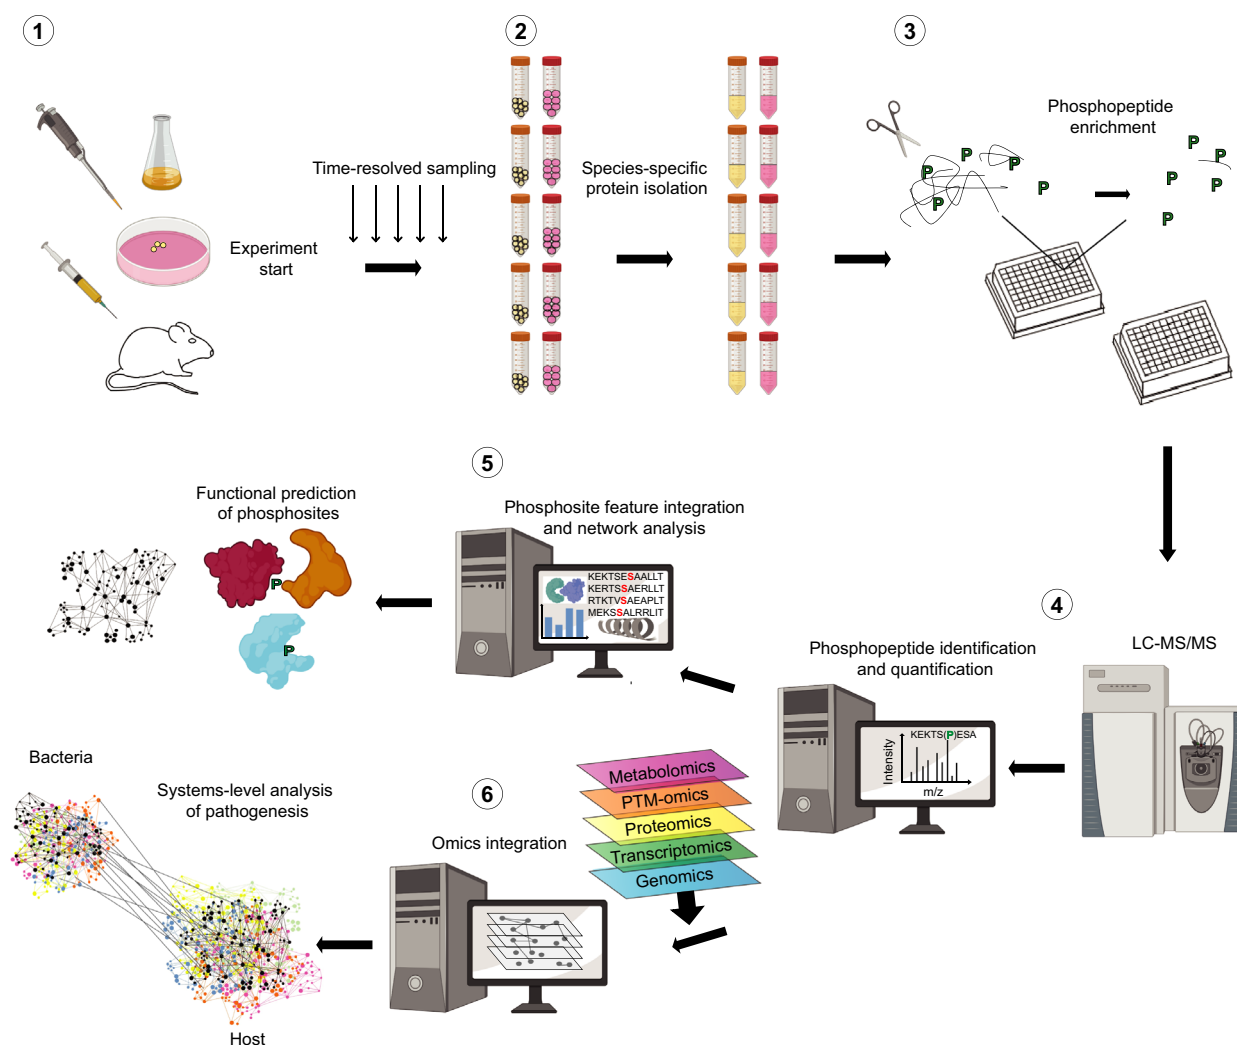 1
Experiment
start
Time-resolved sampling
2
Species-specific
protein isolation
3
Phosphopeptide
enrichment
P
P
P
P
P
P
P
P
P
P
4
LC-MS/MS
Phosphopeptide identification
and quantification
KEKTS(P)ESA
Intensity
m/z
5
Phosphosite feature integration
and network analysis
KEKTSESAALLT
KERTSSAERLLT
RTKTVSAEAPLT
MEKSSALRRLIT
Functional prediction
of phosphosites
P
P
6
Omics integration
Metabolomics
PTM-omics
Proteomics
Transcriptomics
Genomics
Systems-level analysis
of pathogenesis
Bacteria
Host